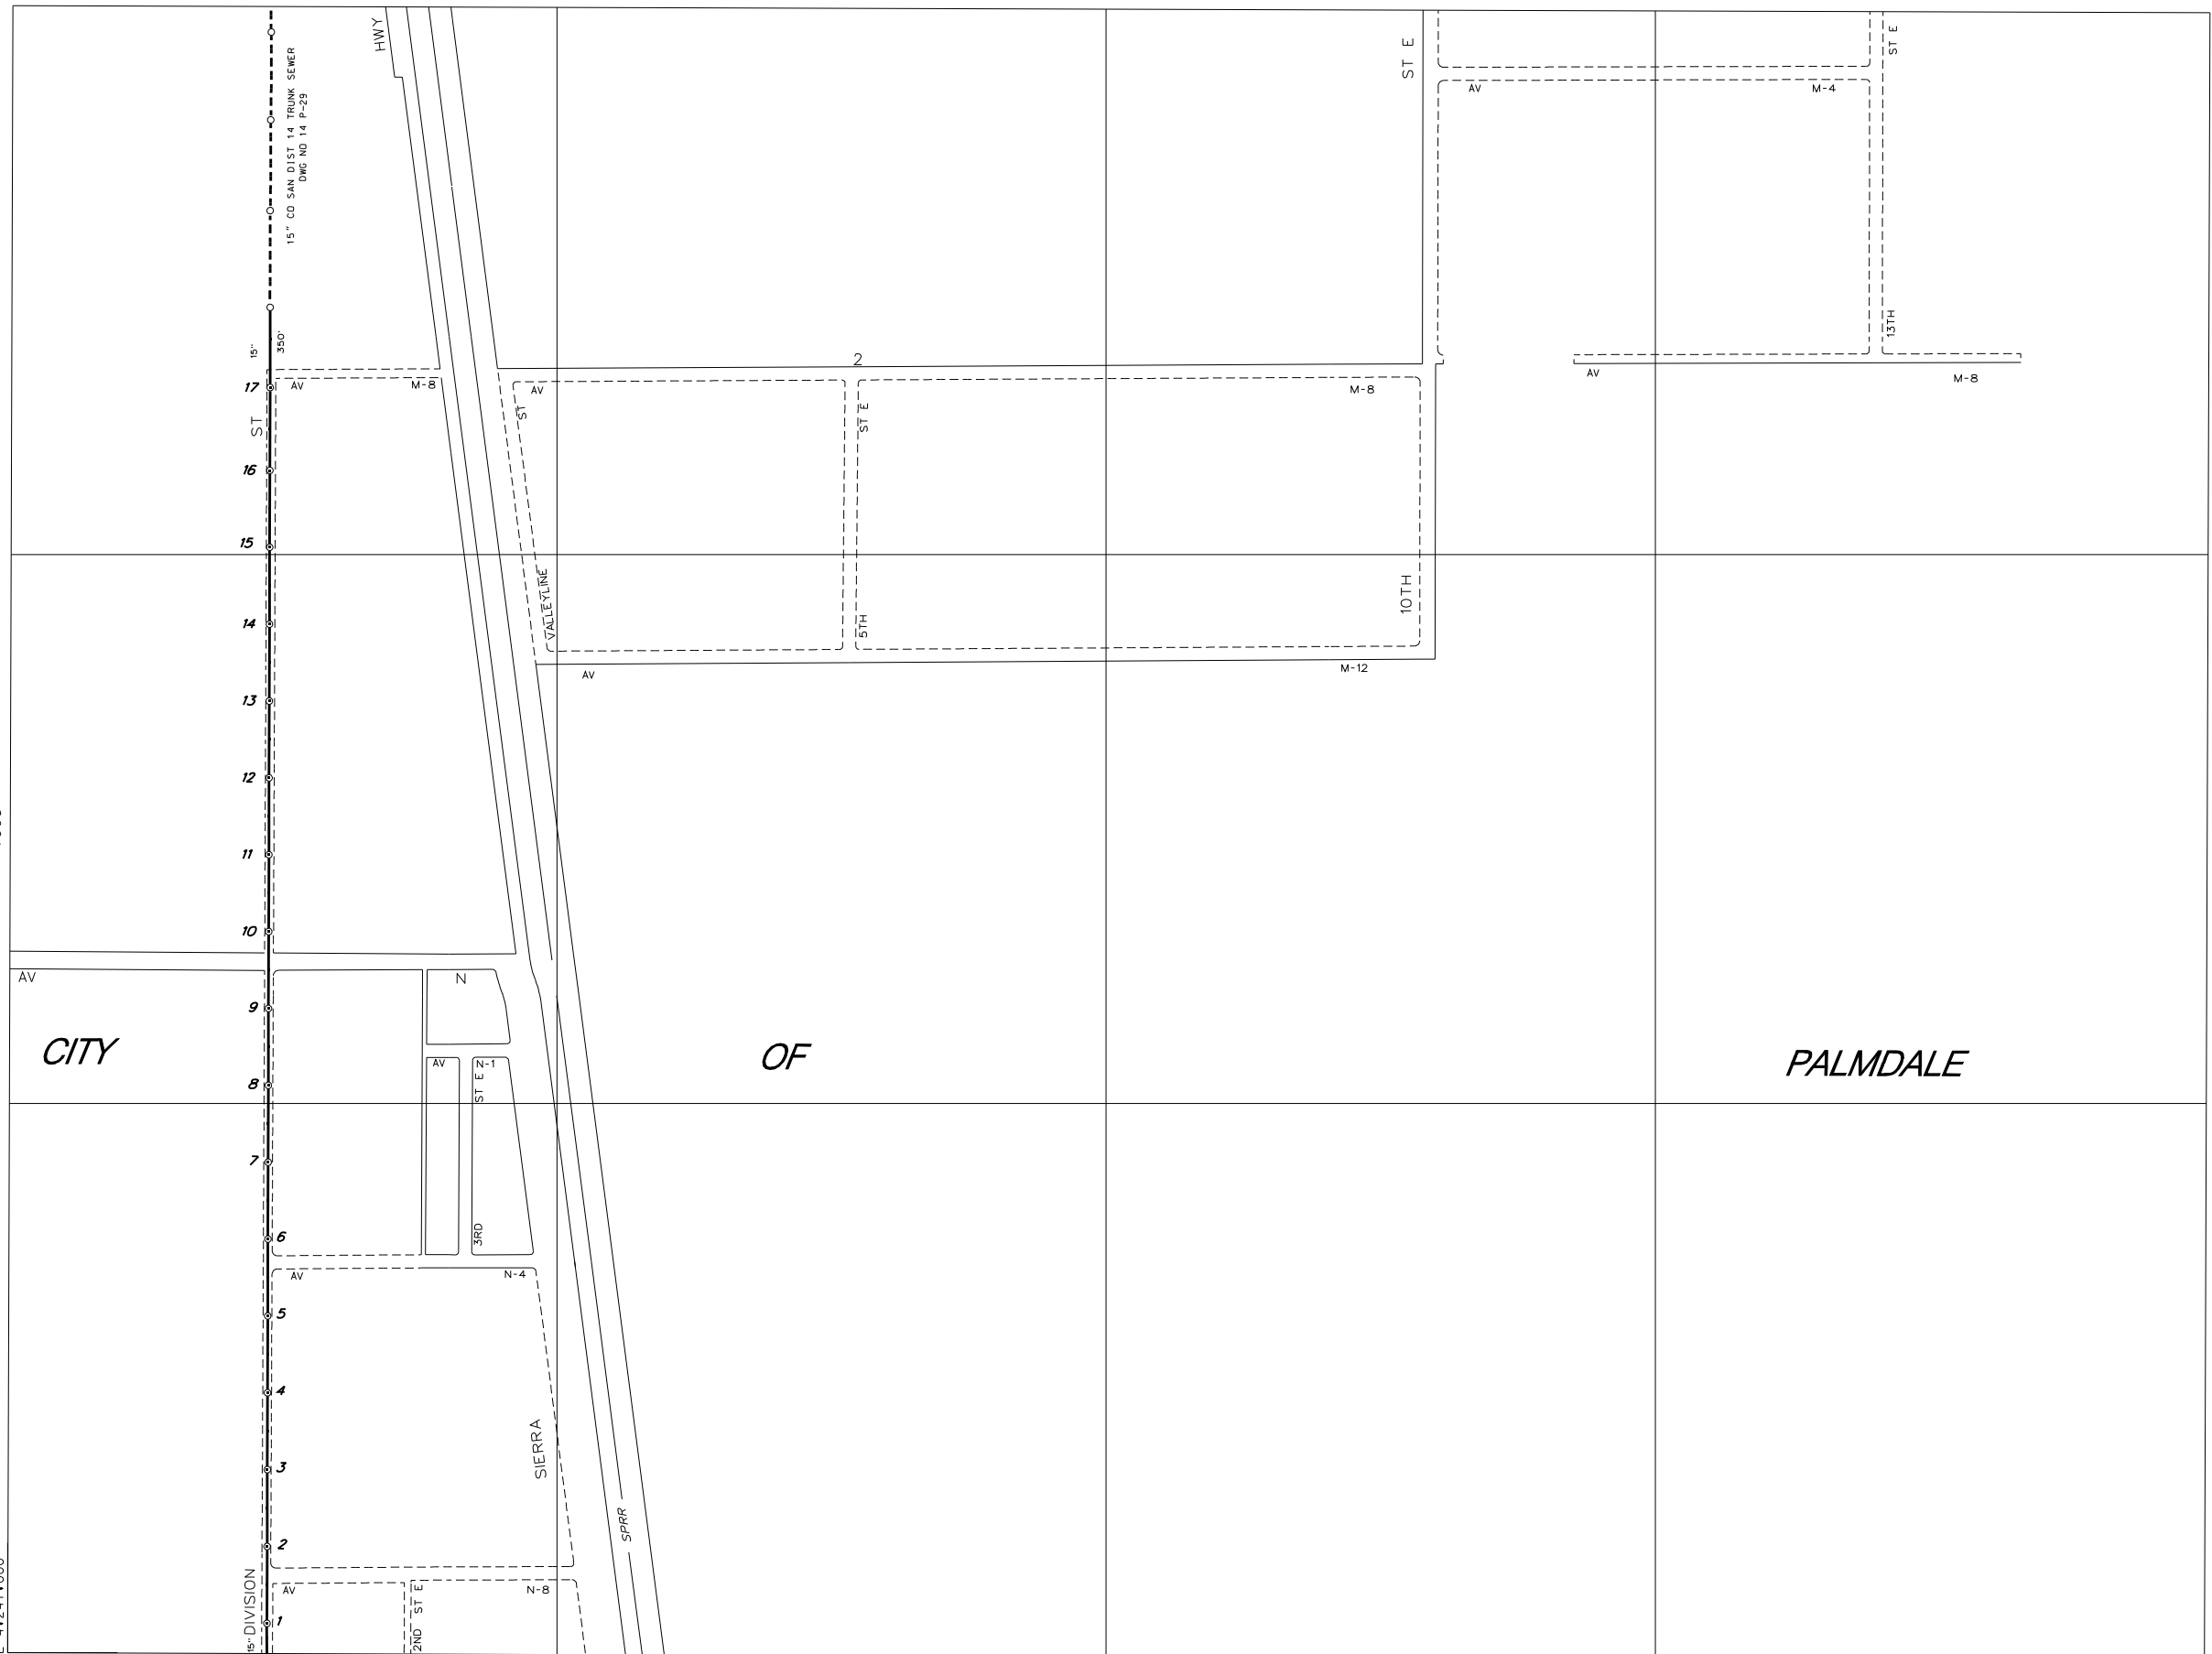 HWY
ST E
ST E
15" CO SAN DIST 14 TRUNK SEWER
DWG NO 14 P-29
AV M-4
13TH
15"
350'
2
17
AV M-8
AV M-8
AV M-8
ST
ST
ST E
16
15
VALLEYLINE
10TH
14
5TH
AV M-12
13
12
11
10
AV N
9
CITY OF PALMDALE
AV N-1
8
ST E
7
3RD
6
AV N-4
5
4
SIERRA
3
SPRR
2
AV N-8
DIVISION
2ND ST E
1
15"